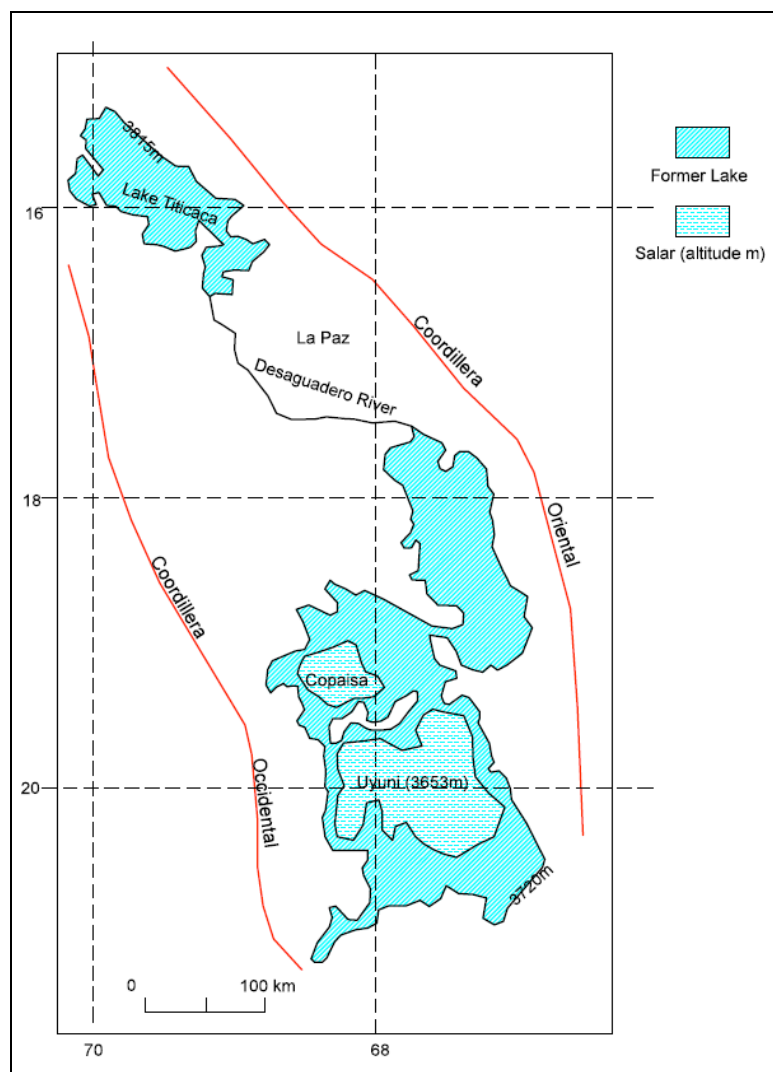 3815m
Lake Titicaca
Former Lake
16
Salar (altitude m)
La Paz
Coordillera
Desaguadero River
18
Oriental
Coordillera
Copaisa
Uyuni (3653m)
20
Occidental
3720m
0 100 km
70 68